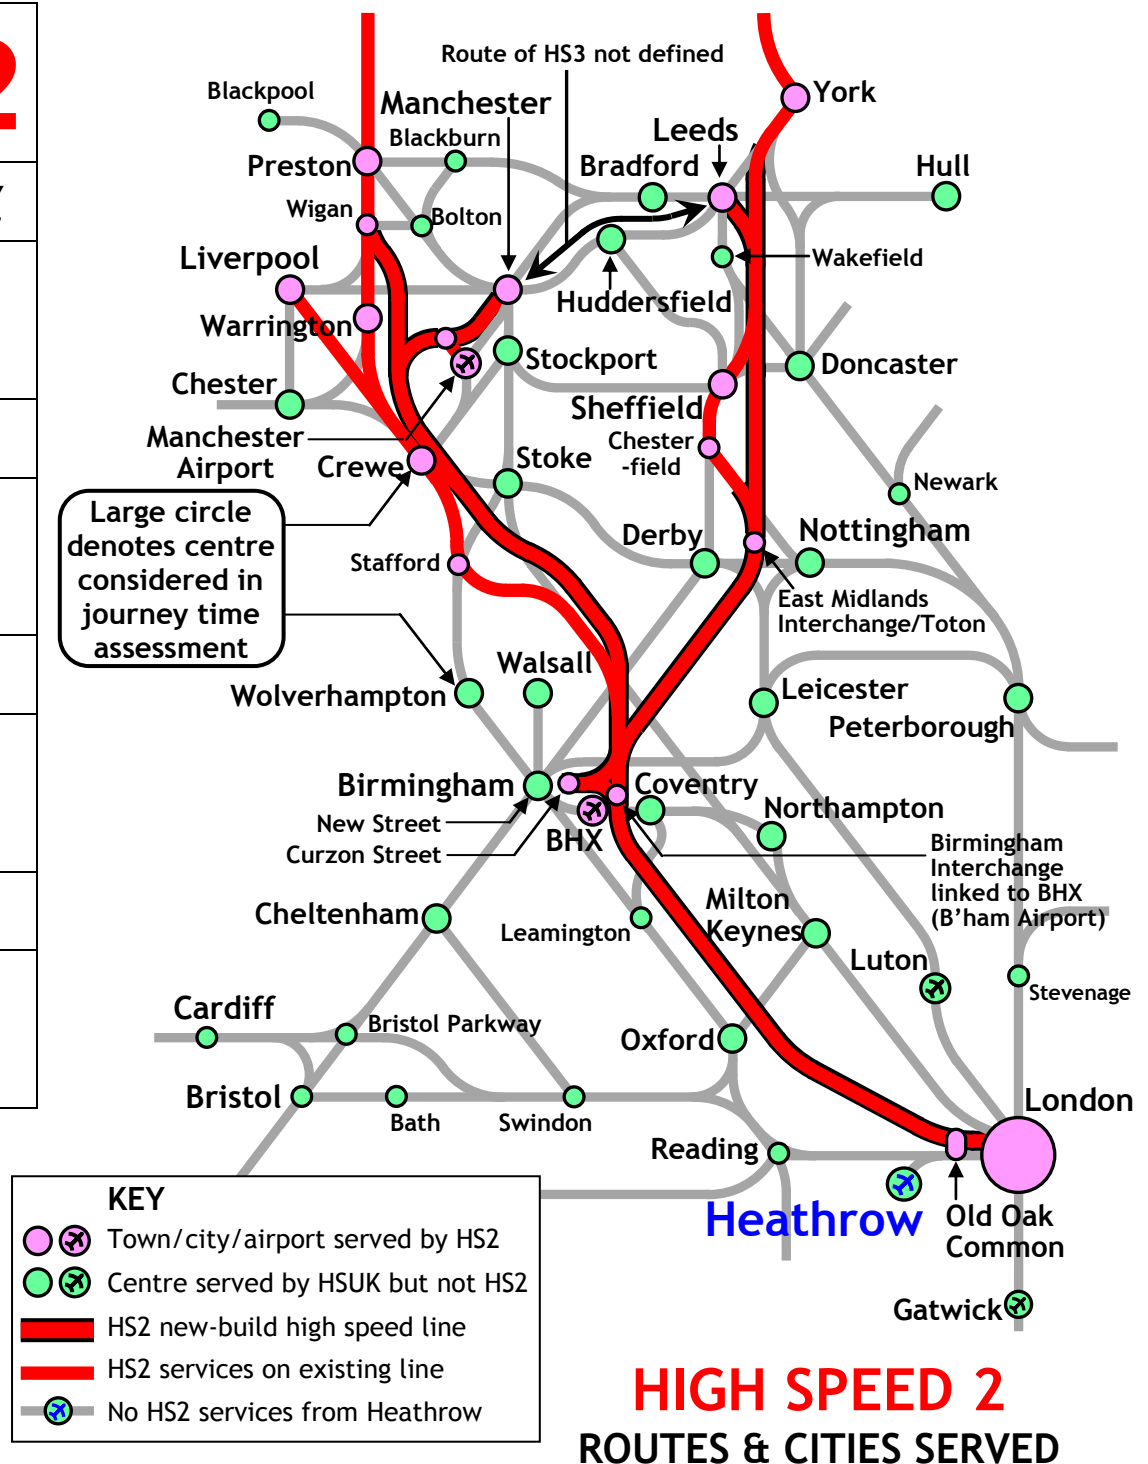 2
Route of HS3 not defined
Blackpool
Manchester
York
Blackburn
Leeds
Preston
Bradford
Hull
Wigan
Bolton
Liverpool
Wakefield
Huddersfield
Warrington
Stockport
Doncaster
Chester
Sheffield
Manchester
Airport
Chester
-field
Crewe
Stoke
Newark
Large circle
denotes centre
considered in
journey time
assessment
Derby
Nottingham
Stafford
East Midlands
Interchange/Toton
Walsall
Wolverhampton
Leicester
Peterborough
Birmingham
Coventry
New Street
Northampton
Curzon Street
BHX
Birmingham
Interchange
linked to BHX
(B'ham Airport)
Milton
Keynes
Cheltenham
Leamington
Luton
Stevenage
Cardiff
Bristol Parkway
Oxford
Bristol
Bath
Swindon
London
Reading
Heathrow
Old Oak
Common
Gatwick
KEY
Town/city/airport served by HS2
Centre served by HSUK but not HS2
HS2 new-build high speed line
HS2 services on existing line
No HS2 services from Heathrow
HIGH SPEED 2
ROUTES & CITIES SERVED